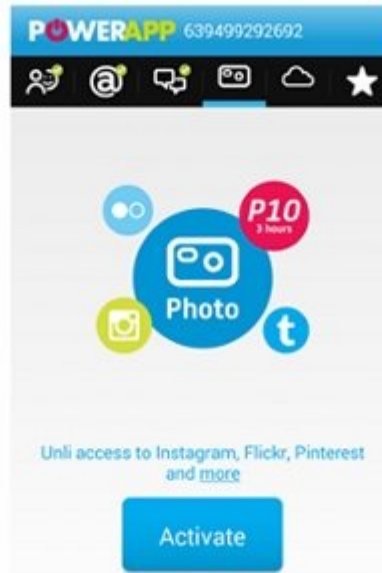 POWERAPP 639499292692
P10
3 hours
Photo
t
Unli access to Instagram, Flickr, Pinterest
and more
Activate